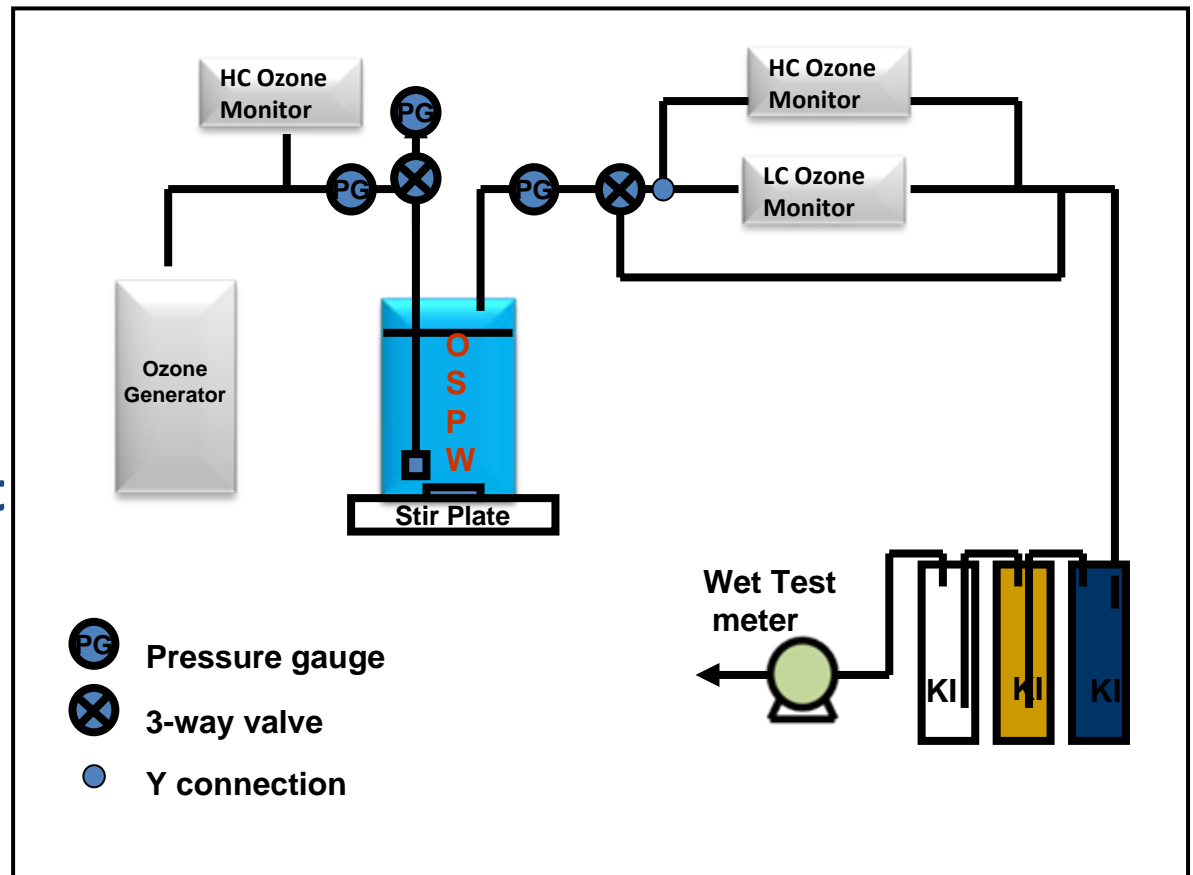 HC Ozone
Monitor
HC Ozone
Monitor
PG
PG
PG
LC Ozone
Monitor
Ozone
Generator
O
S
P
W
Stir Plate
Wet Test
meter
KI
KI
KI
PG
Pressure gauge
3-way valve
Y connection